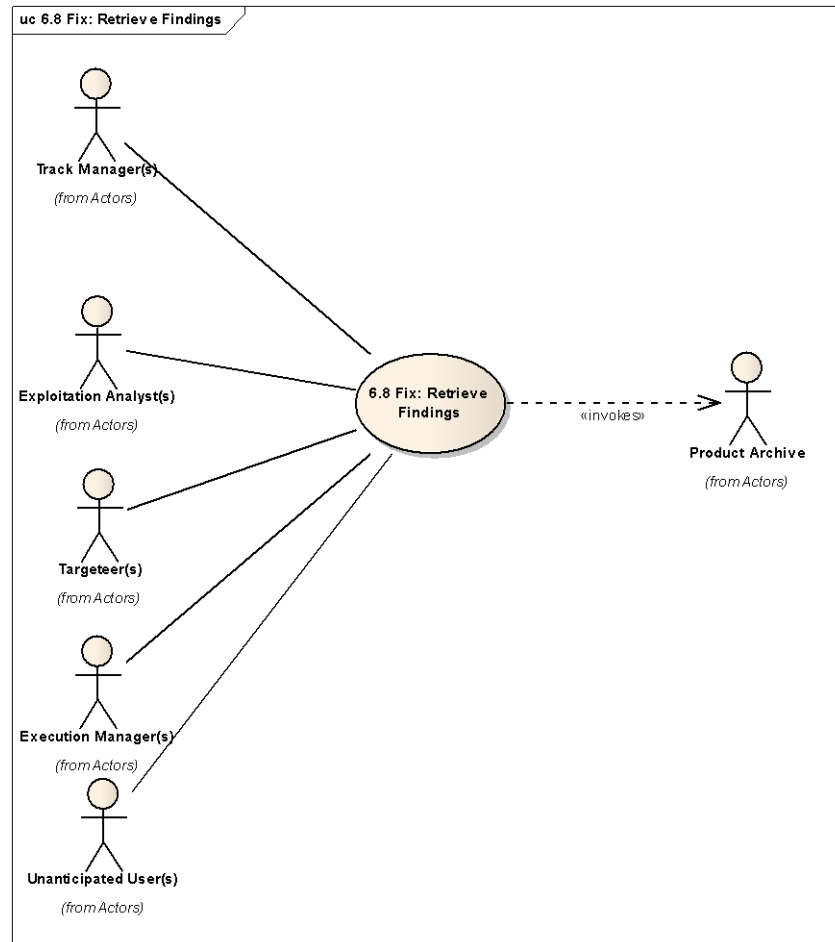 uc 6.8 Fix: Retrieve Findings
Track Manager(s)
(from Actors)
Exploitation Analyst(s)
(from Actors)
Targeteer(s)
(from Actors)
Execution Manager(s)
(from Actors)
Unanticipated User(s)
(from Actors)
6.8 Fix: Retrieve
Findings
«invokes»
Product Archive
(from Actors)